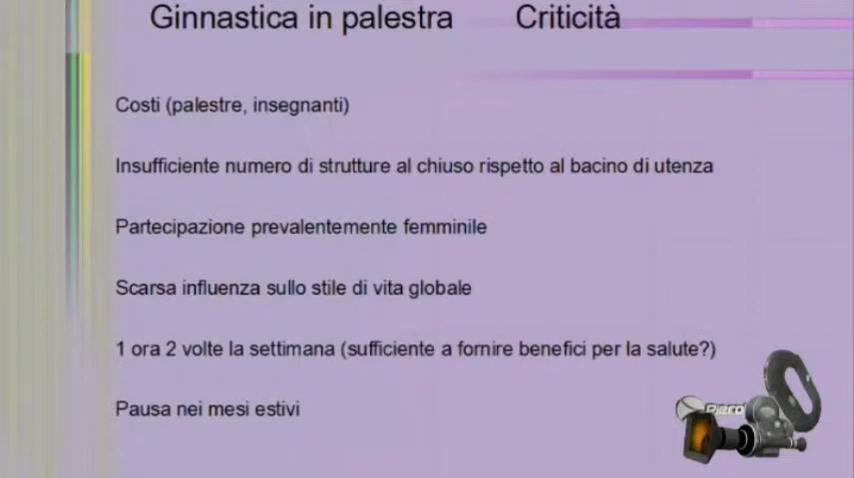 Ginnastica in palestra Criticità
Costi (palestre, insegnanti)
Insufficiente numero di strutture al chiuso rispetto al bacino di utenza
Partecipazione prevalentemente femminile
Scarsa influenza sullo stile di vita globale
1 ora 2 volte la settimana (sufficiente a fornire benefici per la salute?)
Pausa nei mesi estivi